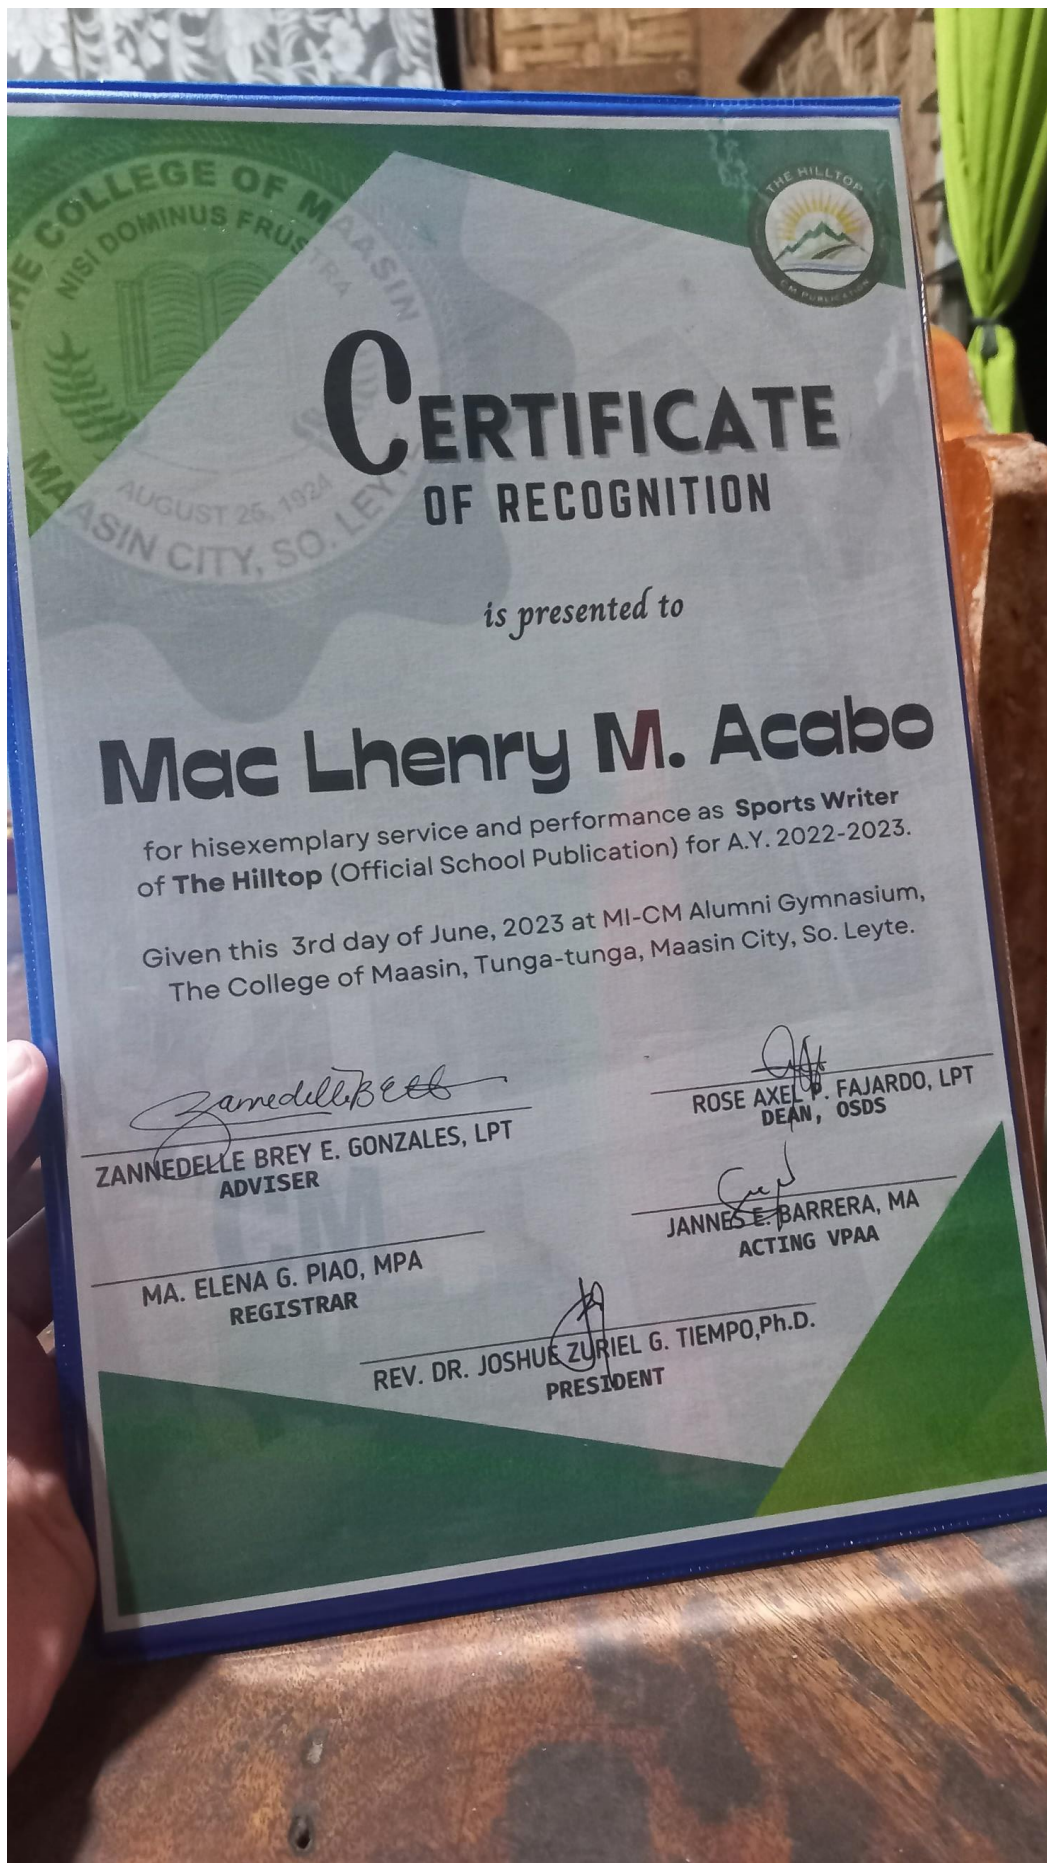 THE COLLEGE OF MAASIN
NISI DOMINUS FRUSTRA
AUGUST 25, 1924
MAASIN CITY, SO. LEYTE
THE HILLTOP
CM PUBLICATION
CERTIFICATE
OF RECOGNITION
is presented to
Mac Lhenry M. Acabo
for hisexemplary service and performance as Sports Writer
of The Hilltop (Official School Publication) for A.Y. 2022-2023.
Given this 3rd day of June, 2023 at MI-CM Alumni Gymnasium,
The College of Maasin, Tunga-tunga, Maasin City, So. Leyte.
ZANNEDELLE BREY E. GONZALES, LPT
ADVISER
ROSE AXEL P. FAJARDO, LPT
DEAN, OSDS
JANNES E. BARRERA, MA
ACTING VPAA
MA. ELENA G. PIAO, MPA
REGISTRAR
REV. DR. JOSHUE ZURIEL G. TIEMPO,Ph.D.
PRESIDENT
CM